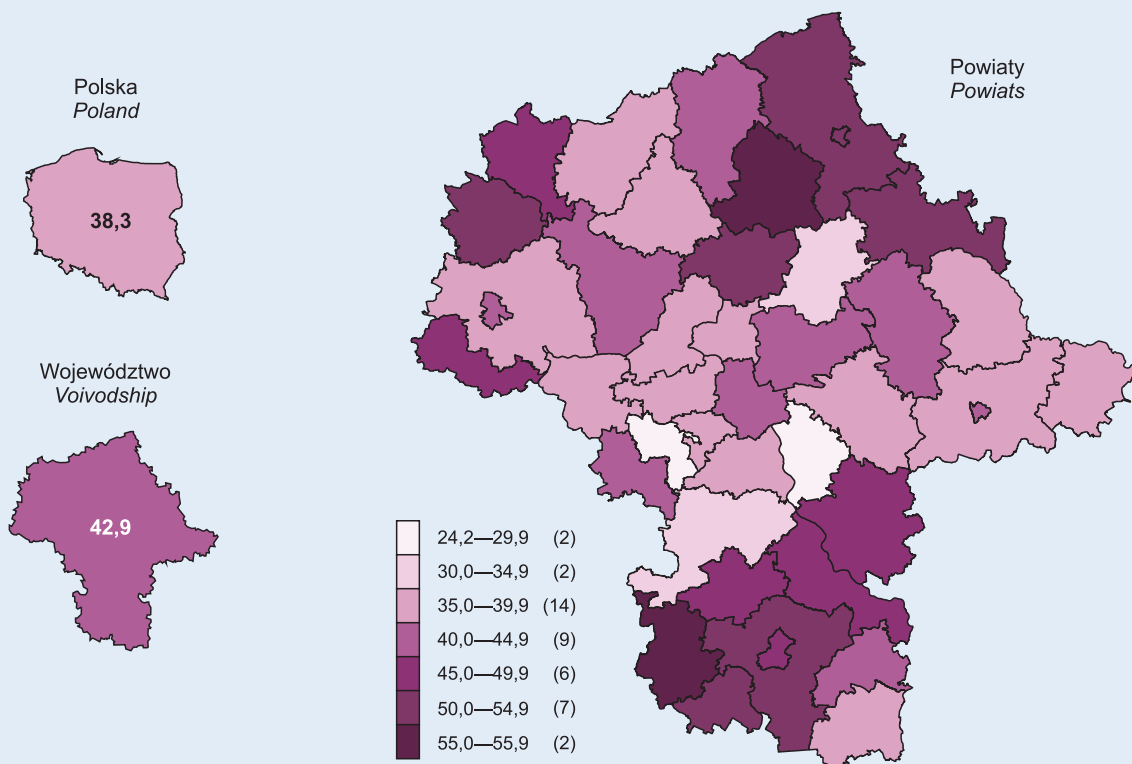 Polska
Poland
38,3
Województwo
Voivodship
42,9
Powiaty
Powiats
24,2—29,9 (2)
30,0—34,9 (2)
35,0—39,9 (14)
40,0—44,9 (9)
45,0—49,9 (6)
50,0—54,9 (7)
55,0—55,9 (2)